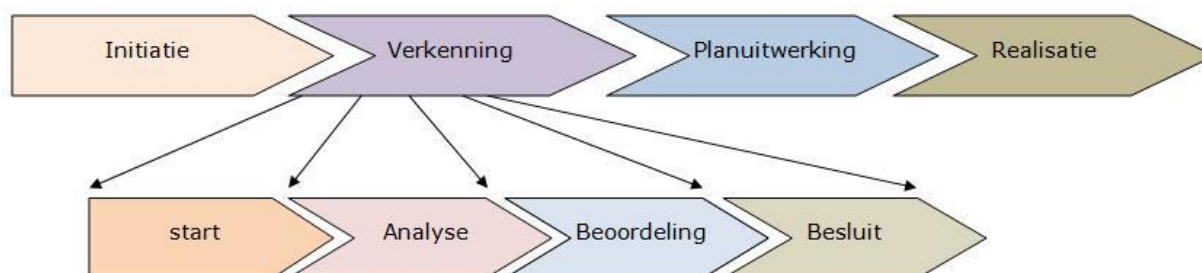 Initiatie
Verkenning
Planuitwerking
Realisatie
start
Analyse
Beoordeling
Besluit